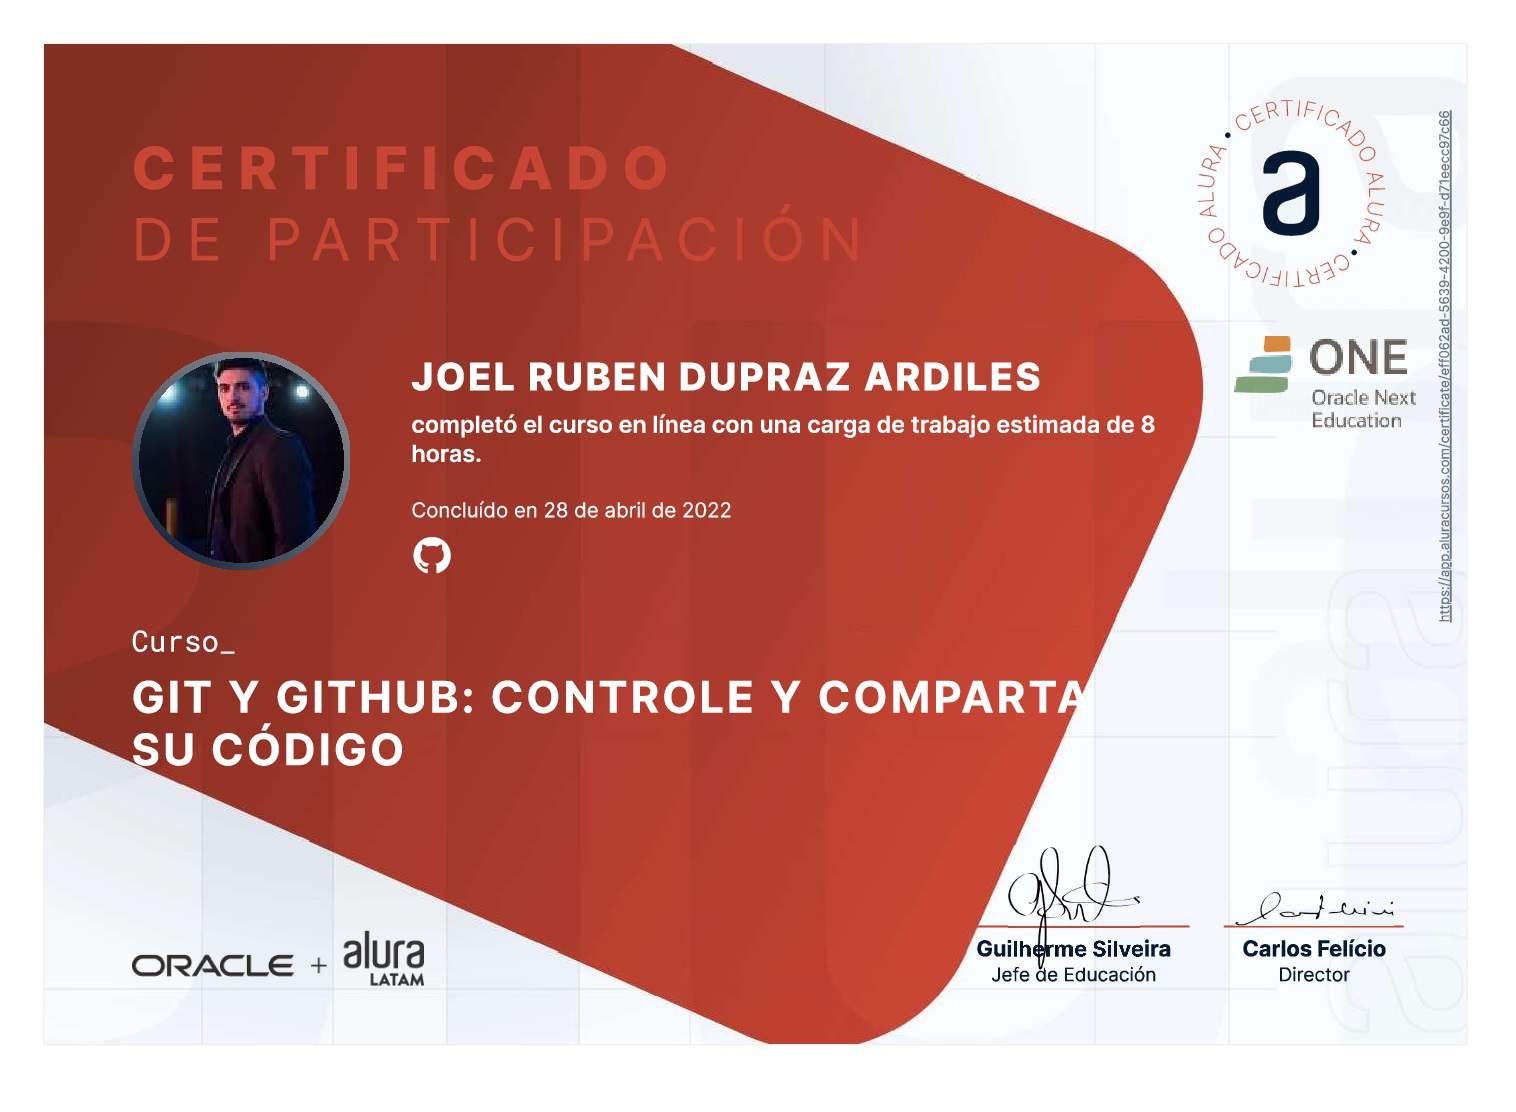 CERTIFICADO
DE PARTICIPACIÓN
CERTIFICADO ALURA • CERTIFICADO ALURA •
a
https://app.aluracursos.com/certificate/eff062ad-5639-4200-9e9f-d71eecc97c66
ONE
Oracle Next
Education
JOEL RUBEN DUPRAZ ARDILES
completó el curso en línea con una carga de trabajo estimada de 8
horas.
Concluído en 28 de abril de 2022
Curso_
GIT Y GITHUB: CONTROLE Y COMPARTA
SU CÓDIGO
ORACLE + alura
LATAM
Guilherme Silveira
Jefe de Educación
Carlos Felício
Director
alura